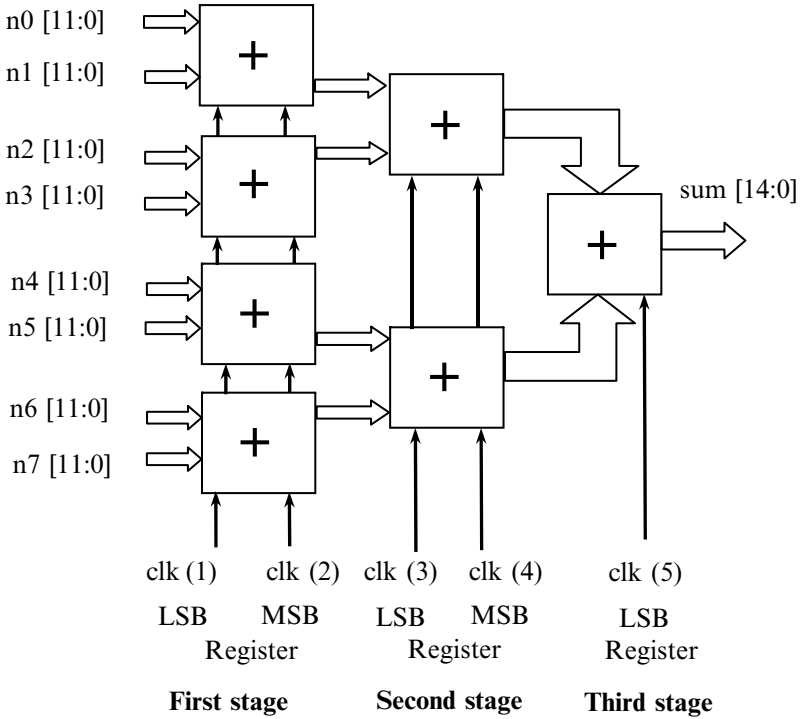 n0 [11:0]
n1 [11:0]
+
n2 [11:0]
+
n3 [11:0]
+
sum [14:0]
+
n4 [11:0]
+
n5 [11:0]
+
n6 [11:0]
+
n7 [11:0]
clk (1) clk (2) clk (3) clk (4) clk (5)
LSB MSB LSB MSB LSB
Register Register Register
First stage Second stage Third stage